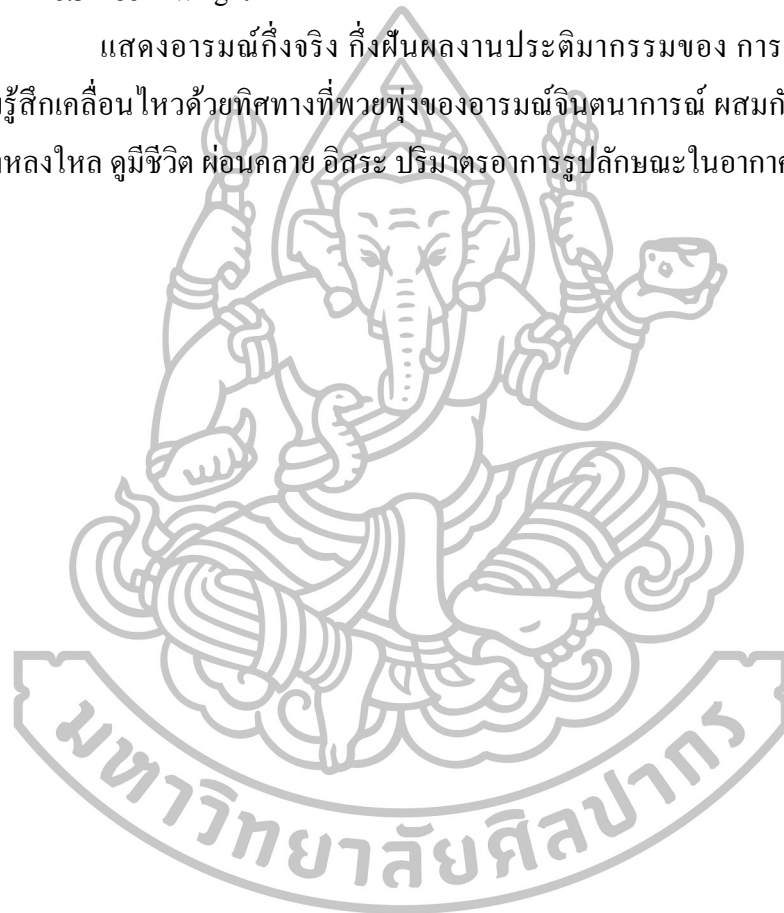 แสดงอารมณ์กึ่งจริง กึ่งฝันผลงานประติมากรรมของ การ
รู้สึกเคลื่อนไหวด้วยทิศทางที่พวยพุ่งของอารมณ์จินตนาการณ์ ผสมกั
หลงใหล ดูมีชีวิต ผ่อนคลาย อิสระ ปริมาตรอาการรูปลักษณะในอากาศ
มหาวิทยาลัยศิลปากร